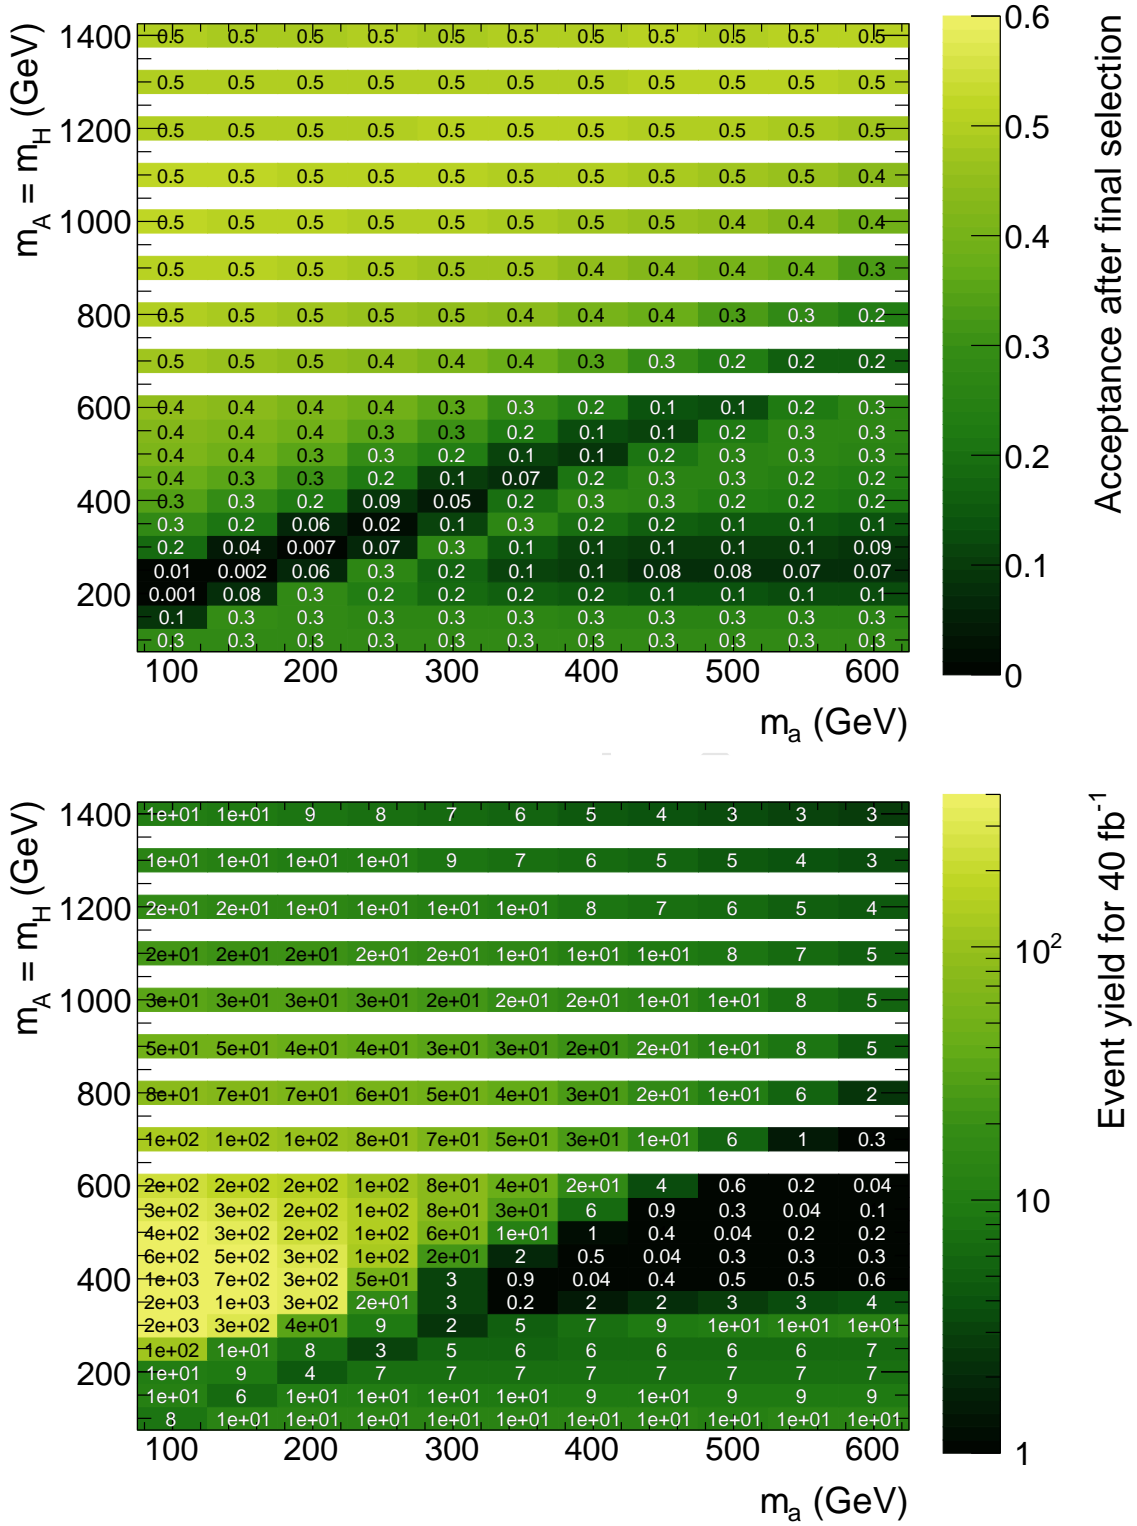 m_A = m_H (GeV)
1400 0.5 0.5 0.5 0.5 0.5 0.5 0.5 0.5 0.5 0.5 0.5
0.5 0.5 0.5 0.5 0.5 0.5 0.5 0.5 0.5 0.5 0.5
1200 0.5 0.5 0.5 0.5 0.5 0.5 0.5 0.5 0.5 0.5 0.5
0.5 0.5 0.5 0.5 0.5 0.5 0.5 0.5 0.5 0.5 0.4
1000 0.5 0.5 0.5 0.5 0.5 0.5 0.5 0.5 0.4 0.4 0.4
0.5 0.5 0.5 0.5 0.5 0.5 0.4 0.4 0.4 0.4 0.3
800 0.5 0.5 0.5 0.5 0.5 0.4 0.4 0.4 0.3 0.3 0.2
0.5 0.5 0.5 0.4 0.4 0.4 0.3 0.3 0.2 0.2 0.2
600 0.4 0.4 0.4 0.4 0.3 0.3 0.2 0.1 0.1 0.2 0.3
0.4 0.4 0.4 0.3 0.3 0.2 0.1 0.1 0.2 0.3 0.3
0.4 0.4 0.3 0.3 0.2 0.1 0.1 0.2 0.3 0.3 0.3
0.4 0.3 0.3 0.2 0.1 0.07 0.2 0.3 0.3 0.2 0.2
400 0.3 0.3 0.2 0.09 0.05 0.2 0.3 0.3 0.2 0.2 0.2
0.3 0.2 0.06 0.02 0.1 0.3 0.2 0.2 0.1 0.1 0.1
0.2 0.04 0.007 0.07 0.3 0.1 0.1 0.1 0.1 0.1 0.09
0.01 0.002 0.06 0.3 0.2 0.1 0.1 0.08 0.08 0.07 0.07
200 0.001 0.08 0.3 0.2 0.2 0.2 0.2 0.1 0.1 0.1 0.1
0.1 0.3 0.3 0.3 0.3 0.3 0.3 0.3 0.3 0.3 0.3
0.3 0.3 0.3 0.3 0.3 0.3 0.3 0.3 0.3 0.3 0.3
100 200 300 400 500 600
m_a (GeV)
0.6
0.5
0.4
0.3
0.2
0.1
0
Acceptance after final selection
m_A = m_H (GeV)
1400 1e+01 1e+01 9 8 7 6 5 4 3 3 3
1e+01 1e+01 1e+01 1e+01 9 7 6 5 5 4 3
1200 2e+01 2e+01 1e+01 1e+01 1e+01 1e+01 8 7 6 5 4
2e+01 2e+01 2e+01 2e+01 2e+01 1e+01 1e+01 1e+01 8 7 5
1000 3e+01 3e+01 3e+01 3e+01 2e+01 2e+01 2e+01 1e+01 1e+01 8 5
5e+01 5e+01 4e+01 4e+01 3e+01 3e+01 2e+01 2e+01 1e+01 8 5
800 8e+01 7e+01 7e+01 6e+01 5e+01 4e+01 3e+01 2e+01 1e+01 6 2
1e+02 1e+02 1e+02 8e+01 7e+01 5e+01 3e+01 1e+01 6 1 0.3
600 2e+02 2e+02 2e+02 1e+02 8e+01 4e+01 2e+01 4 0.6 0.2 0.04
3e+02 3e+02 2e+02 1e+02 8e+01 3e+01 6 0.9 0.3 0.04 0.1
4e+02 3e+02 2e+02 1e+02 6e+01 1e+01 1 0.4 0.04 0.2 0.2
6e+02 5e+02 3e+02 1e+02 2e+01 2 0.5 0.04 0.3 0.3 0.3
400 1e+03 7e+02 3e+02 5e+01 3 0.9 0.04 0.4 0.5 0.5 0.6
2e+03 1e+03 3e+02 2e+01 3 0.2 2 2 3 3 4
2e+03 3e+02 4e+01 9 2 5 7 9 1e+01 1e+01 1e+01
1e+02 1e+01 8 3 5 6 6 6 6 6 7
200 1e+01 9 4 7 7 7 7 7 7 7 7
1e+01 6 1e+01 1e+01 1e+01 1e+01 9 1e+01 9 9 9
8 1e+01 1e+01 1e+01 1e+01 1e+01 1e+01 1e+01 1e+01 1e+01 1e+01
100 200 300 400 500 600
m_a (GeV)
10²
10
1
Event yield for 40 fb⁻¹